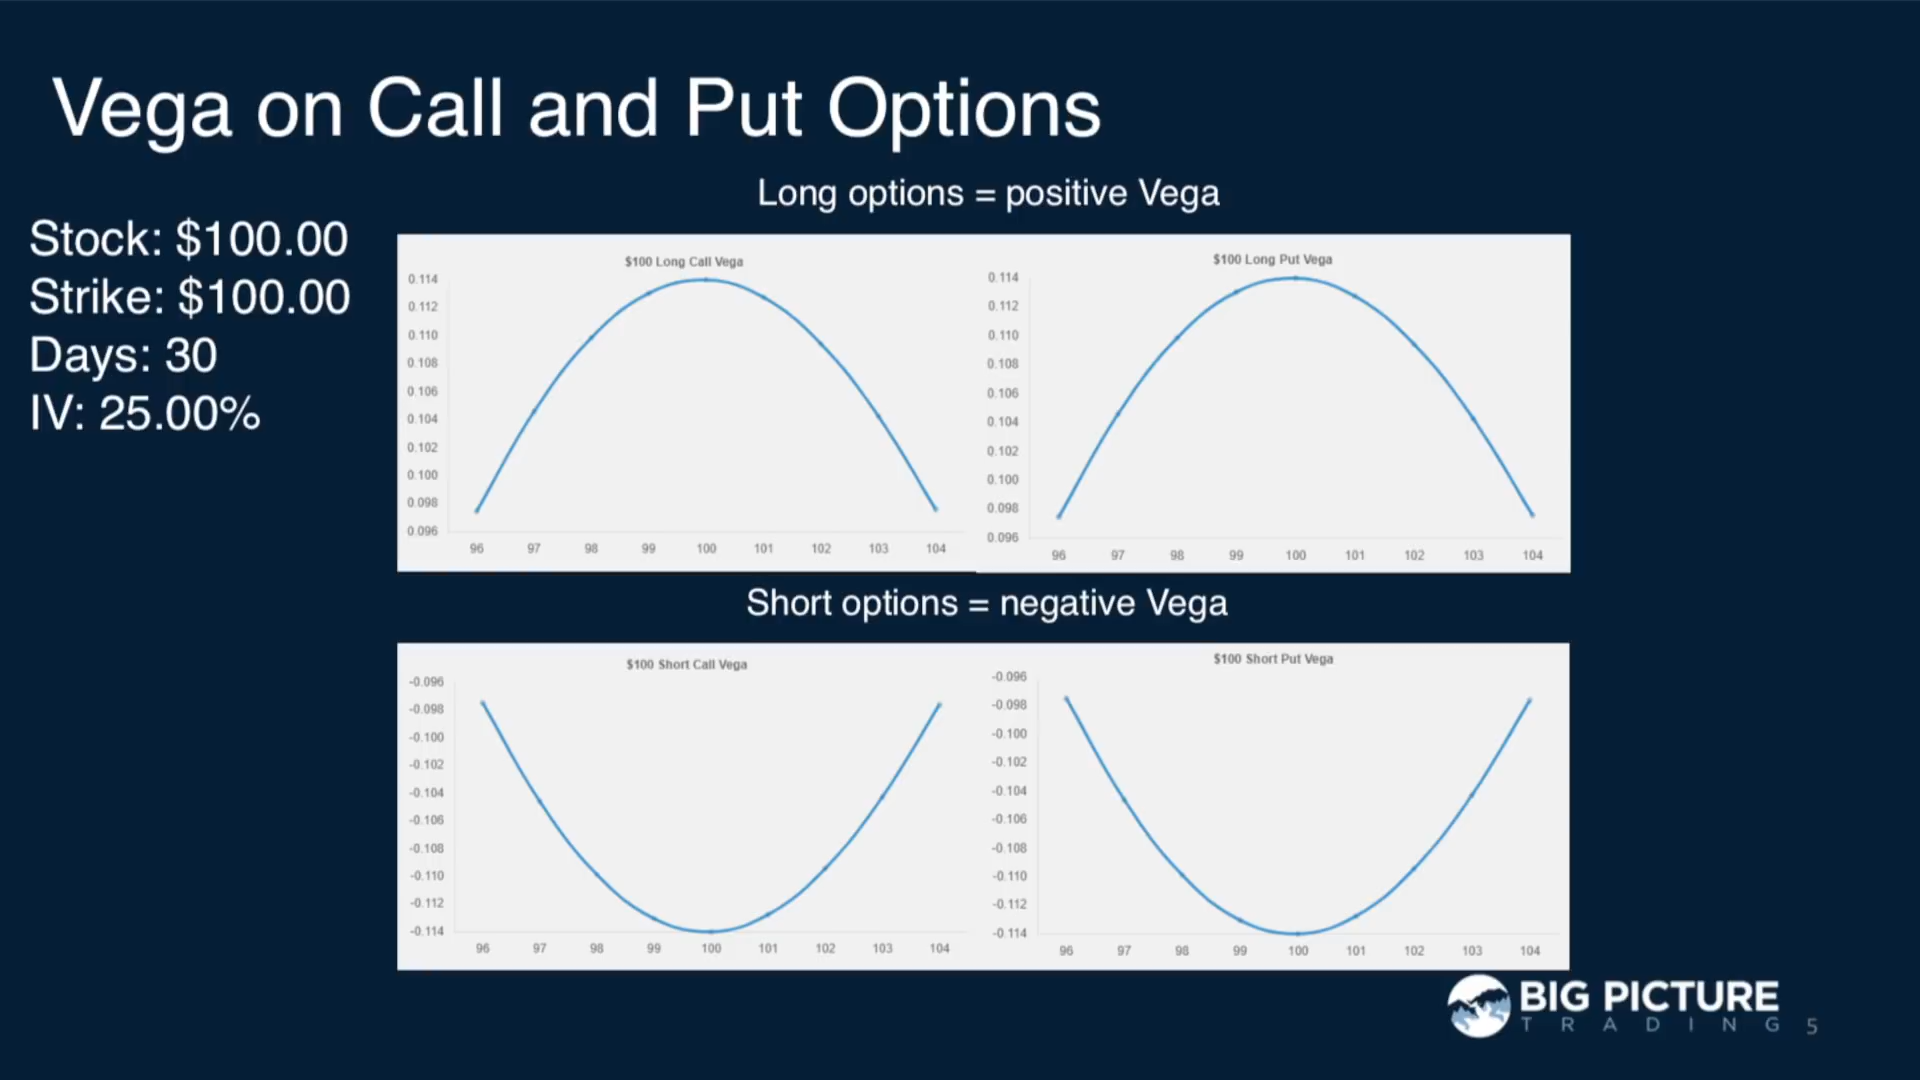 Vega on Call and Put Options
Long options = positive Vega
Stock: $100.00
Strike: $100.00
Days: 30
IV: 25.00%
$100 Long Call Vega
0.114
0.112
0.110
0.108
0.106
0.104
0.102
0.100
0.098
0.096
96 97 98 99 100 101 102 103 104
$100 Long Put Vega
0.114
0.112
0.110
0.108
0.106
0.104
0.102
0.100
0.098
0.096
96 97 98 99 100 101 102 103 104
Short options = negative Vega
$100 Short Call Vega
-0.096
-0.098
-0.100
-0.102
-0.104
-0.106
-0.108
-0.110
-0.112
-0.114
96 97 98 99 100 101 102 103 104
$100 Short Put Vega
-0.096
-0.098
-0.100
-0.102
-0.104
-0.106
-0.108
-0.110
-0.112
-0.114
96 97 98 99 100 101 102 103 104
BIG PICTURE
TRADING
5